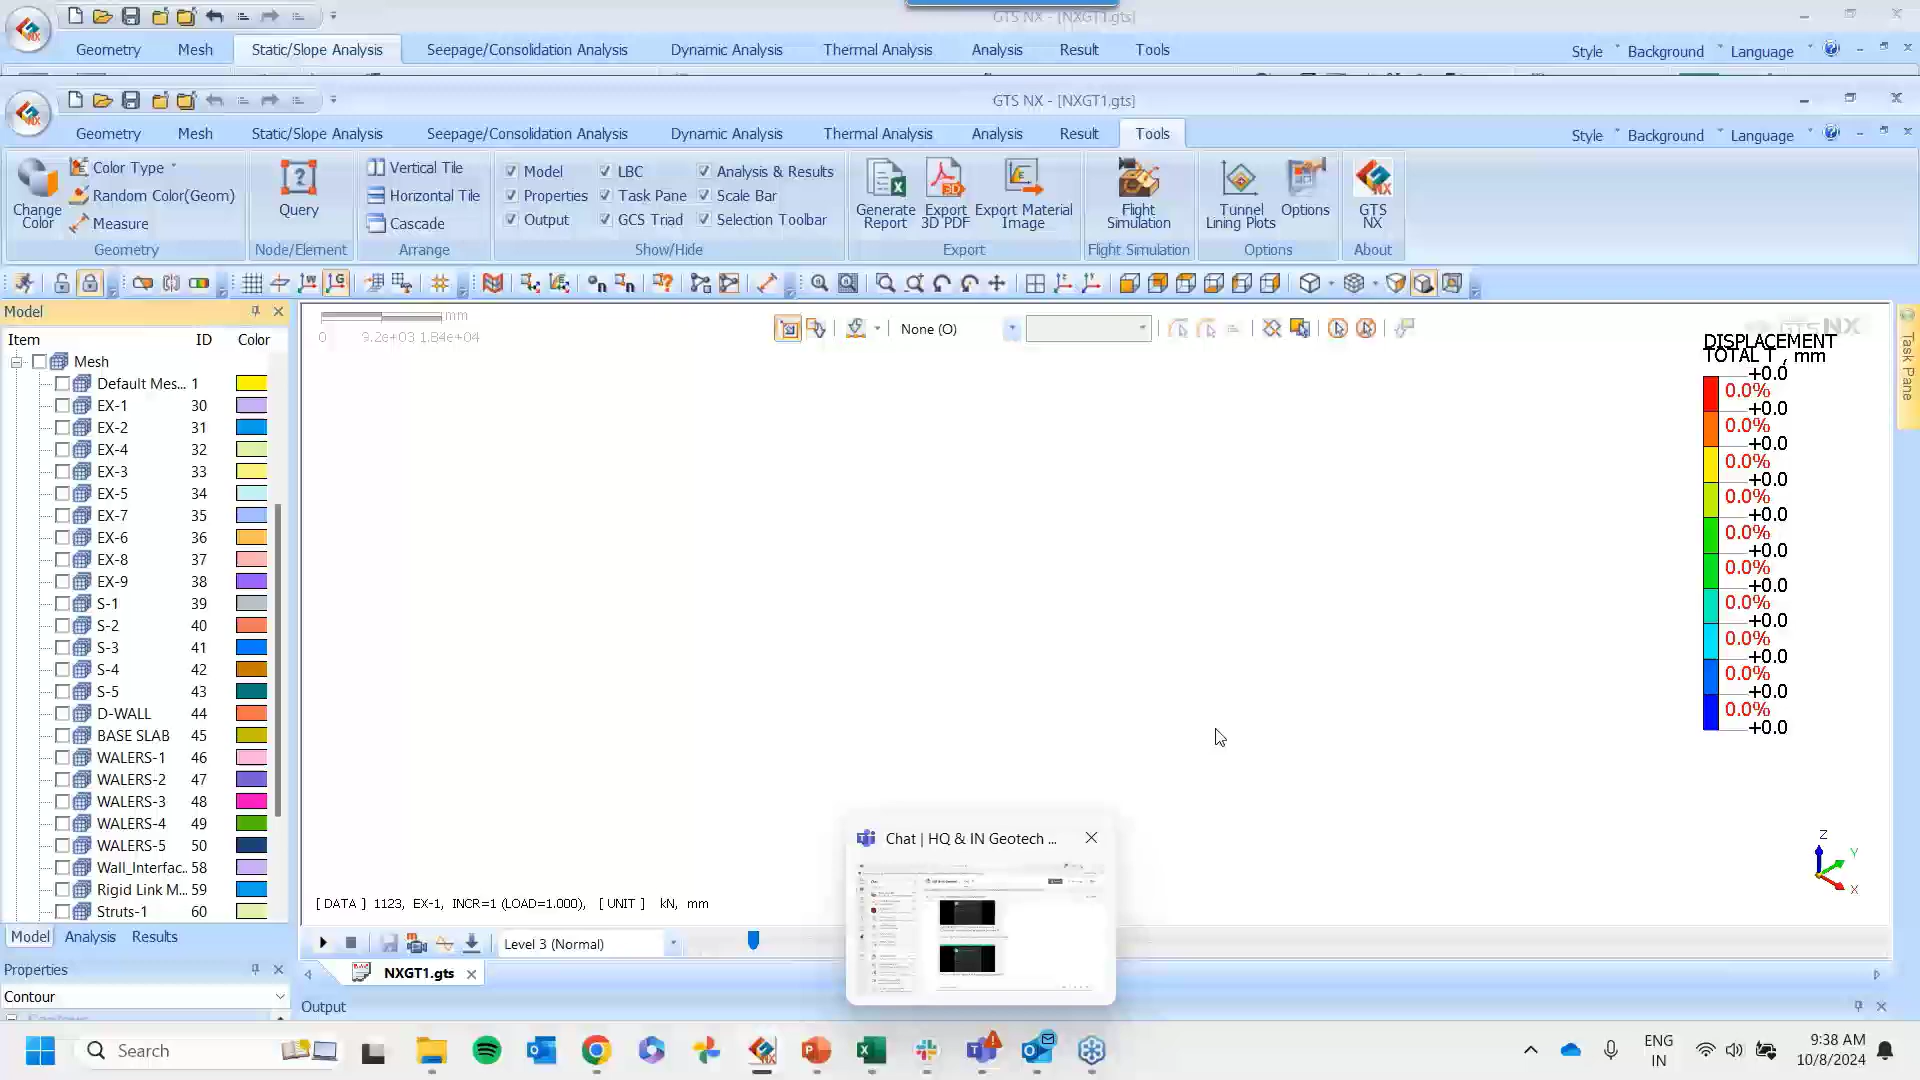 GTS NX - [NXGT1.gts]
Geometry Mesh Static/Slope Analysis Seepage/Consolidation Analysis Dynamic Analysis Thermal Analysis Analysis Result Tools Style Background Language
GTS NX - [NXGT1.gts]
Geometry Mesh Static/Slope Analysis Seepage/Consolidation Analysis Dynamic Analysis Thermal Analysis Analysis Result Tools Style Background Language
Color Type
Random Color(Geom)
Measure
Change
Color
Geometry
Query
Node/Element
Vertical Tile
Horizontal Tile
Cascade
Arrange
Model LBC Analysis & Results
Properties Task Pane Scale Bar
Output GCS Triad Selection Toolbar
Show/Hide
Generate
Report
Export
3D PDF
Export Material
Image
Export
Flight
Simulation
Flight Simulation
Tunnel
Lining Plots
Options
Options
GTS
NX
About
Model
Item ID Color
Mesh
Default Mes... 1
EX-1 30
EX-2 31
EX-4 32
EX-3 33
EX-5 34
EX-7 35
EX-6 36
EX-8 37
EX-9 38
S-1 39
S-2 40
S-3 41
S-4 42
S-5 43
D-WALL 44
BASE SLAB 45
WALERS-1 46
WALERS-2 47
WALERS-3 48
WALERS-4 49
WALERS-5 50
Wall_Interfac.. 58
Rigid Link M... 59
Struts-1 60
Model Analysis Results
Properties
Contour
mm
0 9.2e+03 1.84e+04
None (O)
GTS NX
DISPLACEMENT
TOTAL T , mm
+0.0
0.0%
+0.0
0.0%
+0.0
0.0%
+0.0
0.0%
+0.0
0.0%
+0.0
0.0%
+0.0
0.0%
+0.0
0.0%
+0.0
0.0%
+0.0
0.0%
+0.0
Task Pane
Z
Y
X
[ DATA ] 1123, EX-1, INCR=1 (LOAD=1.000), [ UNIT ] kN, mm
Level 3 (Normal)
NXGT1.gts
Output
Chat | HQ & IN Geotech ...
Search
ENG
IN
9:38 AM
10/8/2024